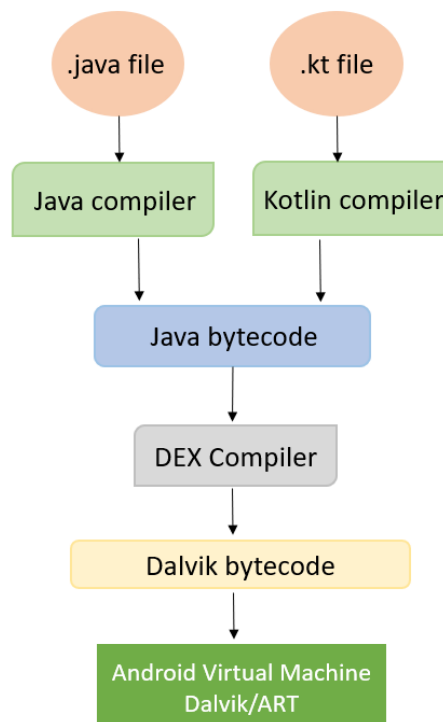 .java file
.kt file
Java compiler
Kotlin compiler
Java bytecode
DEX Compiler
Dalvik bytecode
Android Virtual Machine
Dalvik/ART